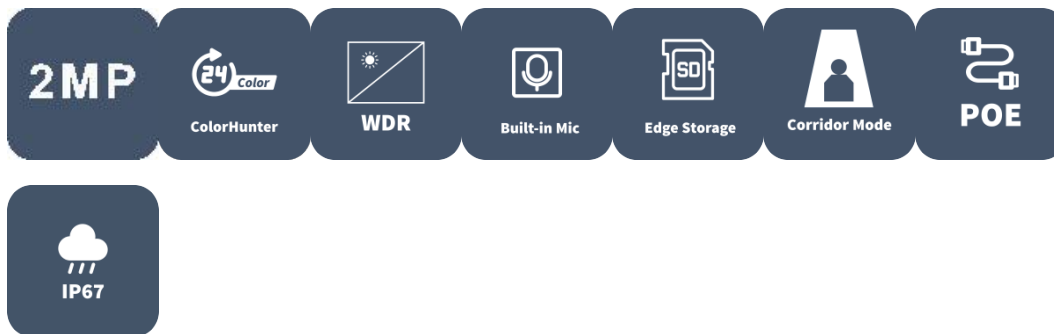 2MP
24 Color
ColorHunter
WDR
Built-in Mic
SD
Edge Storage
Corridor Mode
POE
IP67